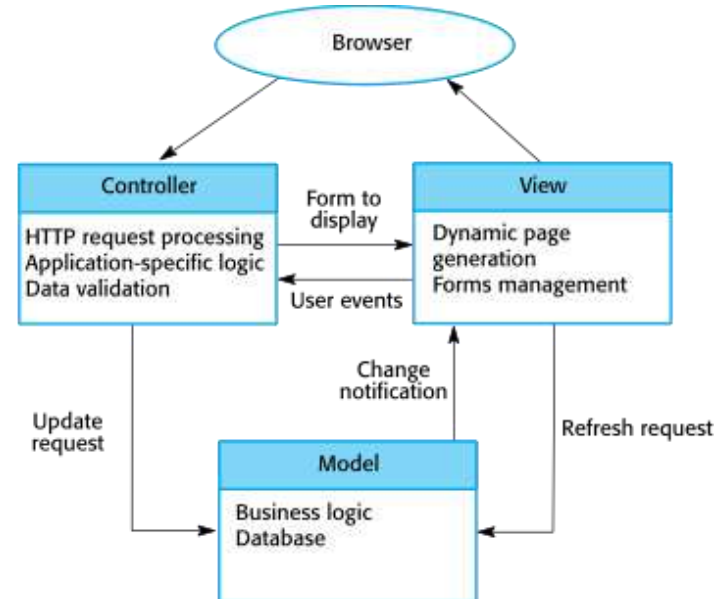 Browser
Controller
HTTP request processing
Application-specific logic
Data validation
Form to
display
User events
View
Dynamic page
generation
Forms management
Update
request
Change
notification
Refresh request
Model
Business logic
Database